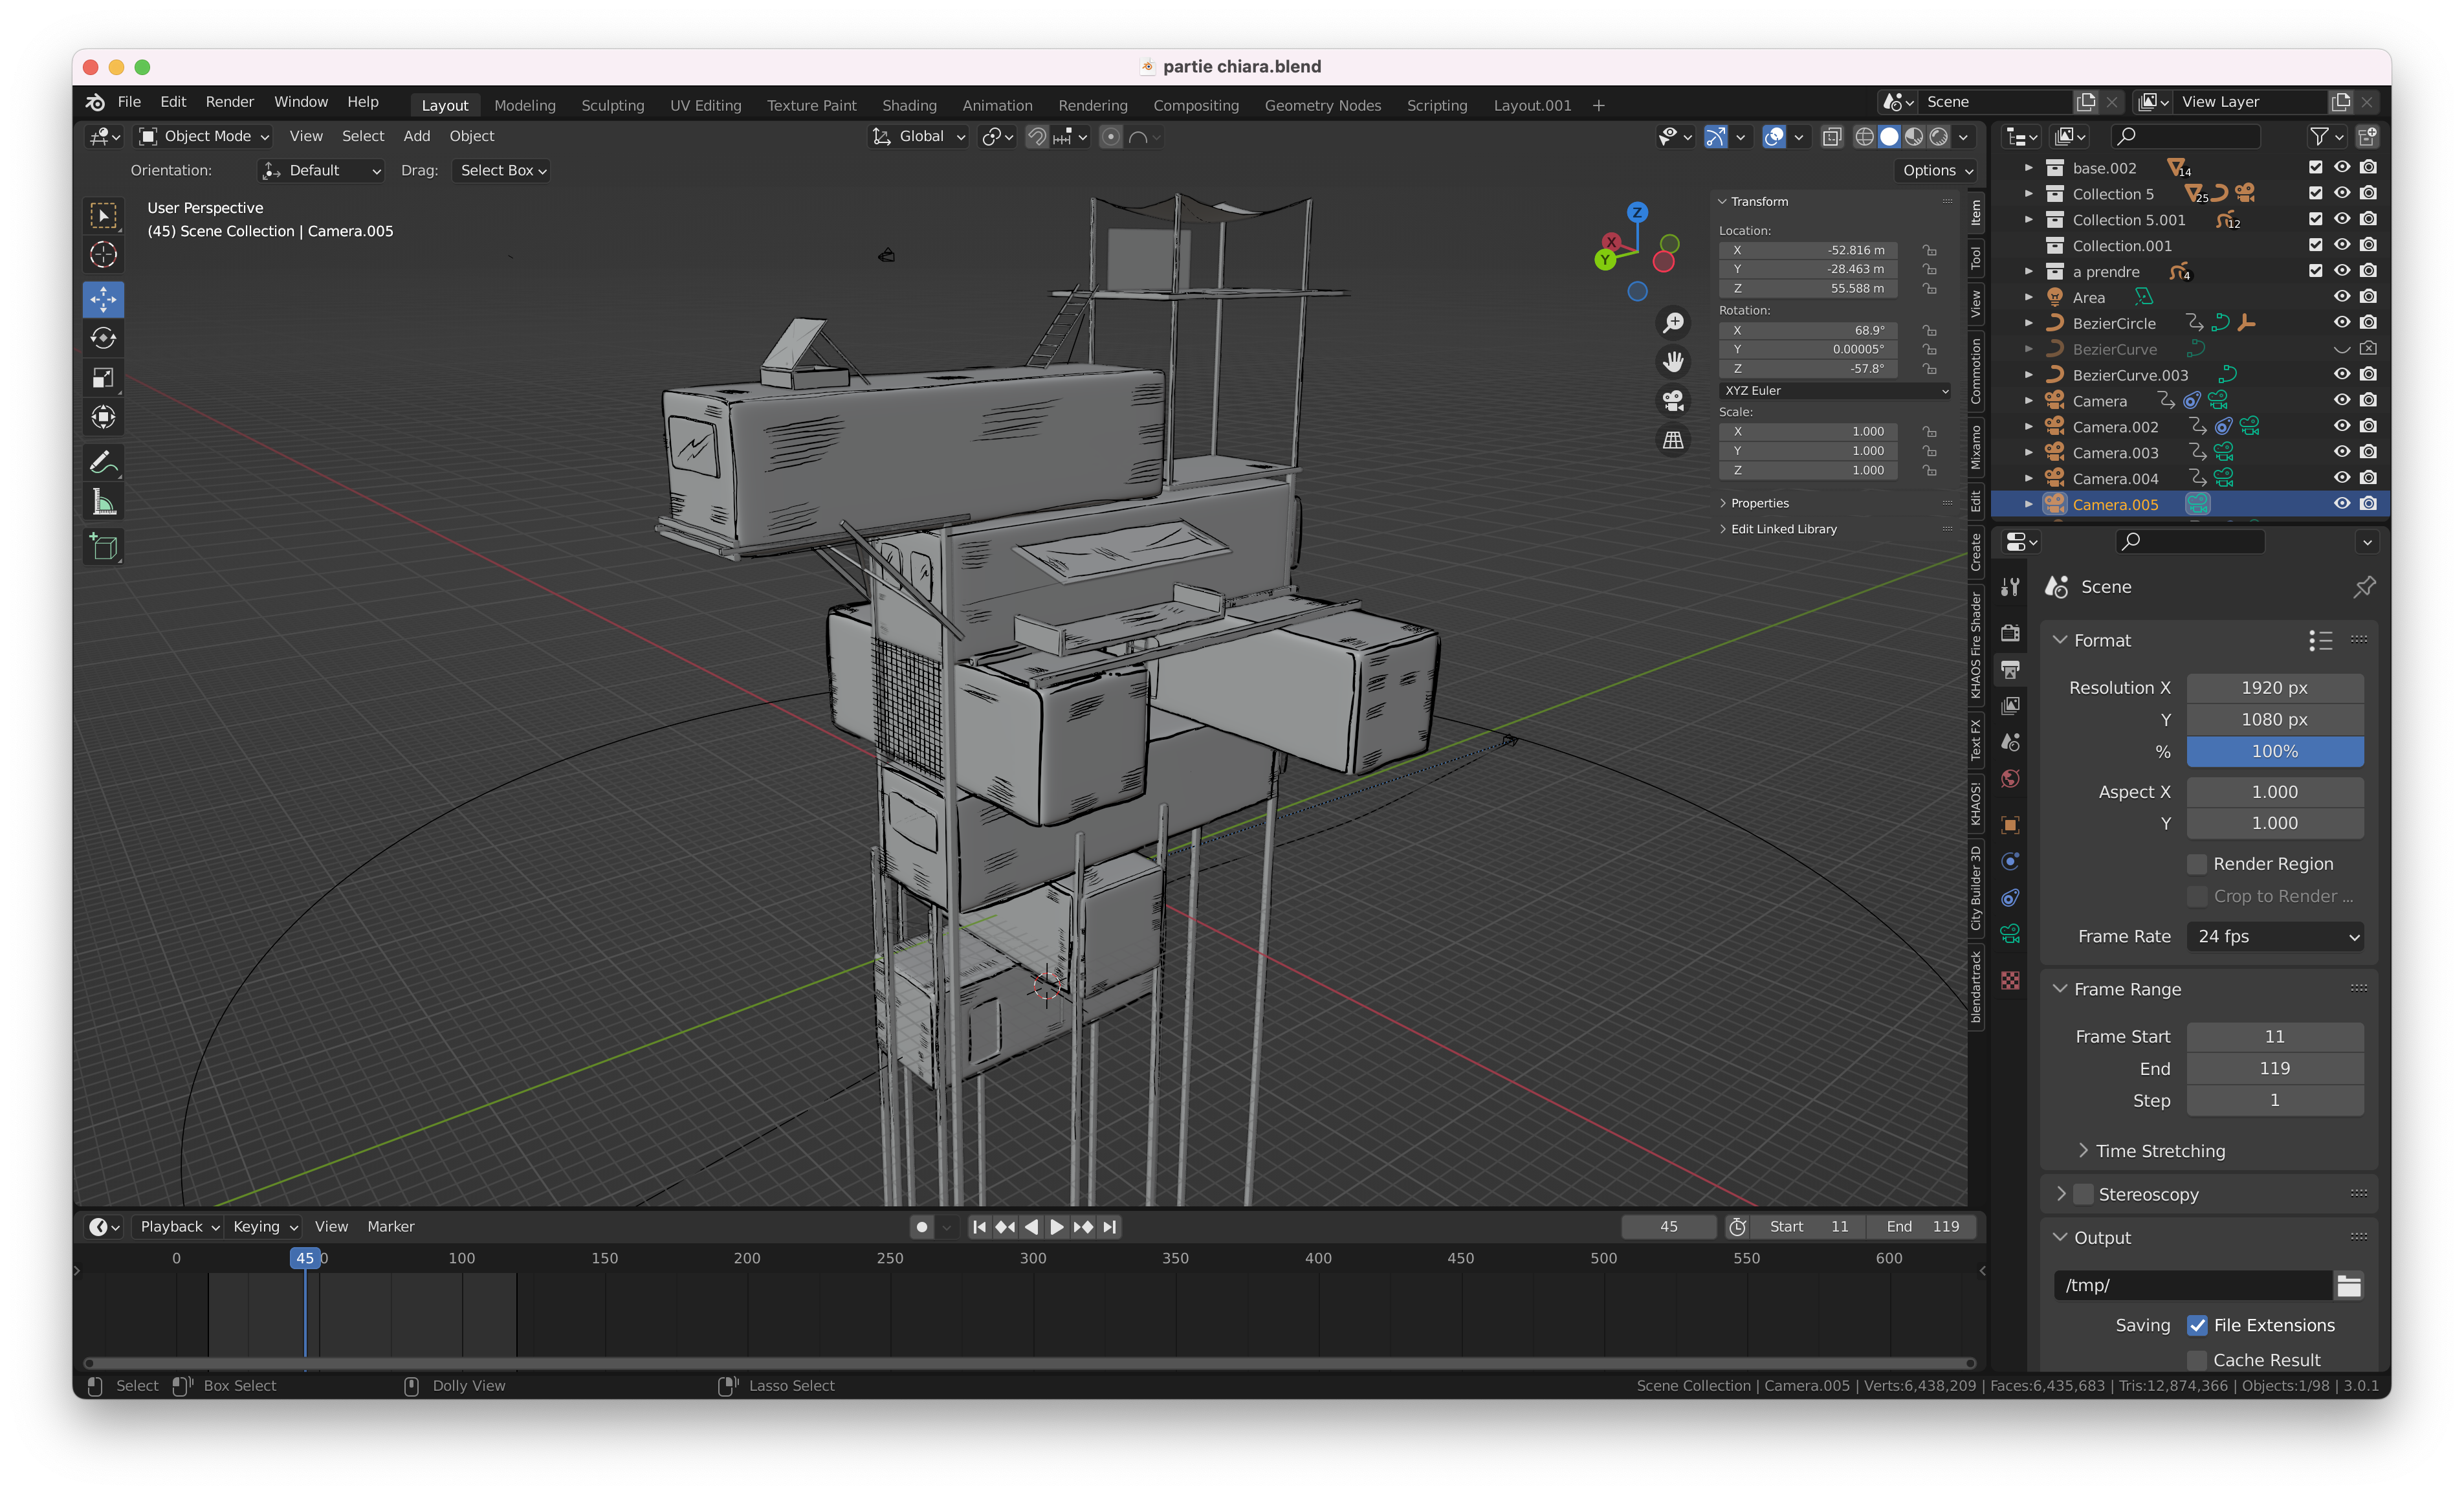 partie chiara.blend
File Edit Render Window Help Layout Modeling Sculpting UV Editing Texture Paint Shading Animation Rendering Compositing Geometry Nodes Scripting Layout.001 + Scene View Layer
Object Mode View Select Add Object Global
Orientation: Default Drag: Select Box Options
User Perspective
(45) Scene Collection | Camera.005
Z
X
Y
Transform
Location:
X -52.816 m
Y -28.463 m
Z 55.588 m
Rotation:
X 68.9°
Y 0.00005°
Z -57.8°
XYZ Euler
Scale:
X 1.000
Y 1.000
Z 1.000
Properties
Edit Linked Library
Item
Tool
View
Commotion
Mixamo
Edit
Create
KHAOS Fire Shader
Text FX
KHAOS!
City Builder 3D
blendartrack
base.002 14
Collection 5 25
Collection 5.001 12
Collection.001
a prendre 4
Area
BezierCircle
BezierCurve
BezierCurve.003
Camera
Camera.002
Camera.003
Camera.004
Camera.005
Scene
Format
Resolution X 1920 px
Y 1080 px
% 100%
Aspect X 1.000
Y 1.000
Render Region
Crop to Render ...
Frame Rate 24 fps
Frame Range
Frame Start 11
End 119
Step 1
Time Stretching
Stereoscopy
Output
/tmp/
Saving File Extensions
Cache Result
Playback Keying View Marker 45 Start 11 End 119
0 45 0 100 150 200 250 300 350 400 450 500 550 600
Select Box Select Dolly View Lasso Select Scene Collection | Camera.005 | Verts:6,438,209 | Faces:6,435,683 | Tris:12,874,366 | Objects:1/98 | 3.0.1